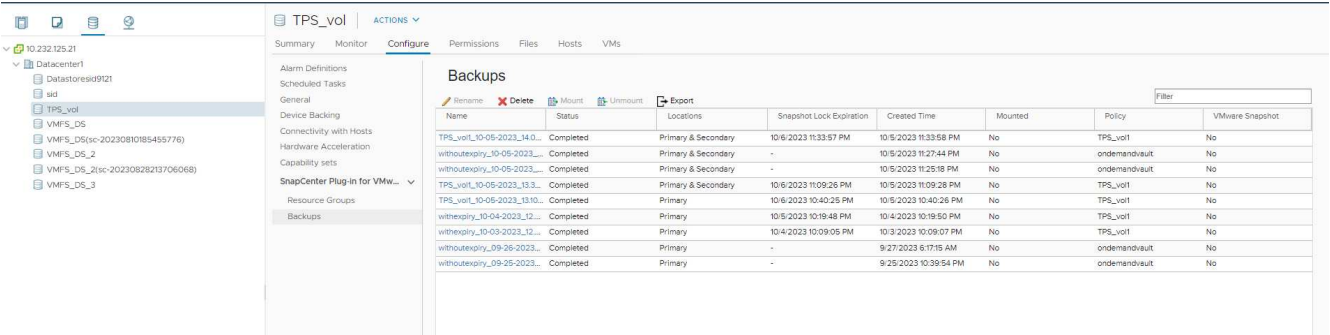 TPS_vol ACTIONS
Summary Monitor Configure Permissions Files Hosts VMs
10.232.125.21
Datacenter1
Datastoresid9121
sid
TPS_vol
VMFS_DS
VMFS_DS(sc-20230810185455776)
VMFS_DS_2
VMFS_DS_2(sc-20230828213706068)
VMFS_DS_3
Alarm Definitions
Scheduled Tasks
General
Device Backing
Connectivity with Hosts
Hardware Acceleration
Capability sets
SnapCenter Plug-in for VMw...
Resource Groups
Backups
Backups
Rename Delete Mount Unmount Export Filter
Name Status Locations Snapshot Lock Expiration Created Time Mounted Policy VMware Snapshot
TPS_vol1_10-05-2023_14.0... Completed Primary & Secondary 10/6/2023 11:33:57 PM 10/5/2023 11:33:58 PM No TPS_vol1 No
withoutexpiry_10-05-2023_... Completed Primary & Secondary - 10/5/2023 11:27:44 PM No ondemandvault No
withoutexpiry_10-05-2023_... Completed Primary & Secondary - 10/5/2023 11:25:18 PM No ondemandvault No
TPS_vol1_10-05-2023_13.3... Completed Primary & Secondary 10/6/2023 11:09:26 PM 10/5/2023 11:09:28 PM No TPS_vol1 No
TPS_vol1_10-05-2023_13.10... Completed Primary 10/6/2023 10:40:25 PM 10/5/2023 10:40:26 PM No TPS_vol1 No
withexpiry_10-04-2023_12.... Completed Primary 10/5/2023 10:19:48 PM 10/4/2023 10:19:50 PM No TPS_vol1 No
withexpiry_10-03-2023_12.... Completed Primary 10/4/2023 10:09:05 PM 10/3/2023 10:09:07 PM No TPS_vol1 No
withoutexpiry_09-26-2023... Completed Primary - 9/27/2023 6:17:15 AM No ondemandvault No
withoutexpiry_09-25-2023... Completed Primary - 9/25/2023 10:39:54 PM No ondemandvault No